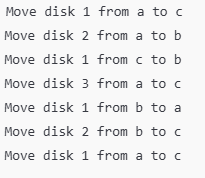 Move disk 1 from a to c
Move disk 2 from a to b
Move disk 1 from c to b
Move disk 3 from a to c
Move disk 1 from b to a
Move disk 2 from b to c
Move disk 1 from a to c